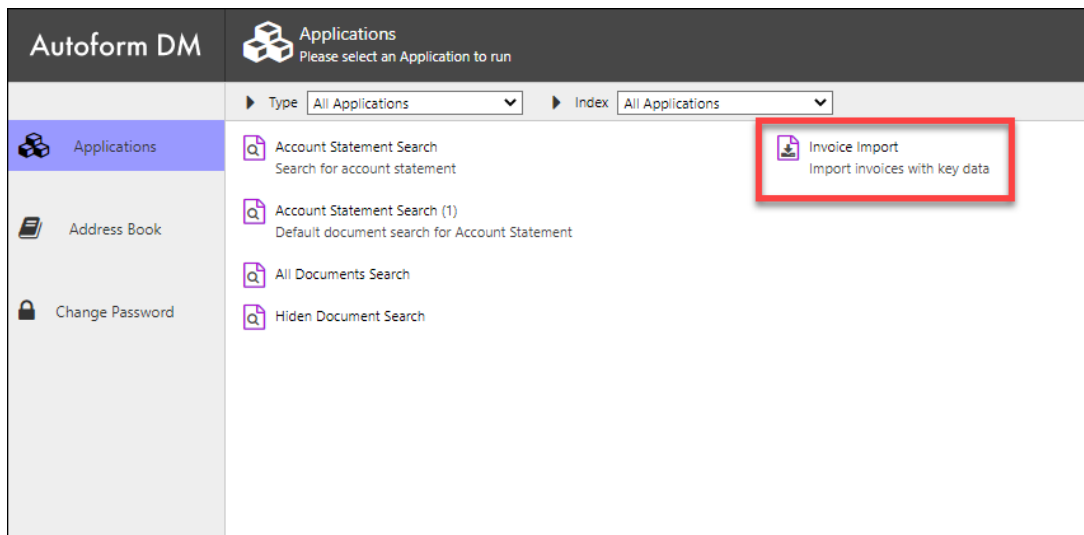 Autoform DM
Applications
Please select an Application to run
Type All Applications Index All Applications
Applications
Address Book
Change Password
Account Statement Search
Search for account statement
Account Statement Search (1)
Default document search for Account Statement
All Documents Search
Hiden Document Search
Invoice Import
Import invoices with key data